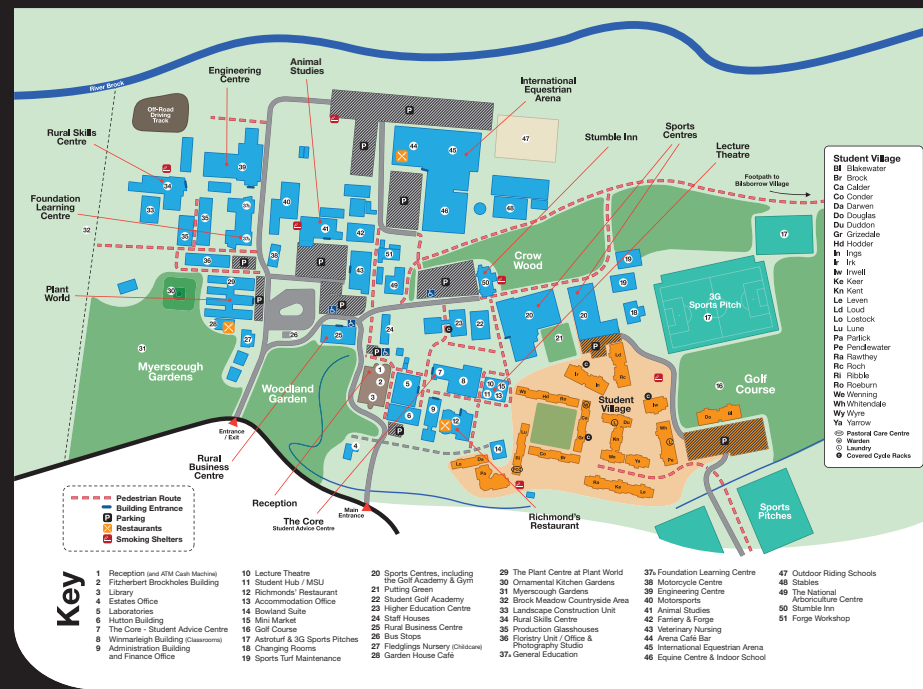 River Brock
Off-Road
Driving
Track
Engineering
Centre
Animal
Studies
International
Equestrian
Arena
Stumble Inn
Sports
Centres
Lecture
Theatre
Rural Skills
Centre
Foundation
Learning
Centre
Plant
World
Footpath to
Bilsborrow Village
Crow
Wood
3G
Sports Pitch
Myerscough
Gardens
Woodland
Garden
Student
Village
Golf
Course
Entrance
/ Exit
Rural
Business
Centre
Reception
The Core
Student Advice Centre
Main
Entrance
Richmond's
Restaurant
Sports
Pitches
Student Village
Bl Blakewater
Br Brock
Ca Calder
Co Conder
Da Darwen
Do Douglas
Du Duddon
Gr Grizedale
Hd Hodder
In Ings
Ir Irk
Iw Irwell
Ke Keer
Kn Kent
Le Leven
Ld Loud
Lo Lostock
Lu Lune
Pa Parlick
Pe Pendlewater
Ra Rawthey
Rc Roch
Ri Ribble
Ro Roeburn
We Wenning
Wh Whitendale
Wy Wyre
Ya Yarrow
Pastoral Care Centre
Warden
Laundry
Covered Cycle Racks
Pedestrian Route
Building Entrance
P Parking
Restaurants
Smoking Shelters
Key
1 Reception (and ATM Cash Machine)
2 Fitzherbert Brockholes Building
3 Library
4 Estates Office
5 Laboratories
6 Hutton Building
7 The Core - Student Advice Centre
8 Winmarleigh Building (Classrooms)
9 Administration Building
and Finance Office
10 Lecture Theatre
11 Student Hub / MSU
12 Richmonds' Restaurant
13 Accommodation Office
14 Bowland Suite
15 Mini Market
16 Golf Course
17 Astroturf & 3G Sports Pitches
18 Changing Rooms
19 Sports Turf Maintenance
20 Sports Centres, including
the Golf Academy & Gym
21 Putting Green
22 Student Golf Academy
23 Higher Education Centre
24 Staff Houses
25 Rural Business Centre
26 Bus Stops
27 Fledglings Nursery (Childcare)
28 Garden House Café
29 The Plant Centre at Plant World
30 Ornamental Kitchen Gardens
31 Myerscough Gardens
32 Brock Meadow Countryside Area
33 Landscape Construction Unit
34 Rural Skills Centre
35 Production Glasshouses
36 Floristry Unit / Office &
Photography Studio
37a General Education
37b Foundation Learning Centre
38 Motorcycle Centre
39 Engineering Centre
40 Motorsports
41 Animal Studies
42 Farriery & Forge
43 Veterinary Nursing
44 Arena Café Bar
45 International Equestrian Arena
46 Equine Centre & Indoor School
47 Outdoor Riding Schools
48 Stables
49 The National
Arboriculture Centre
50 Stumble Inn
51 Forge Workshop